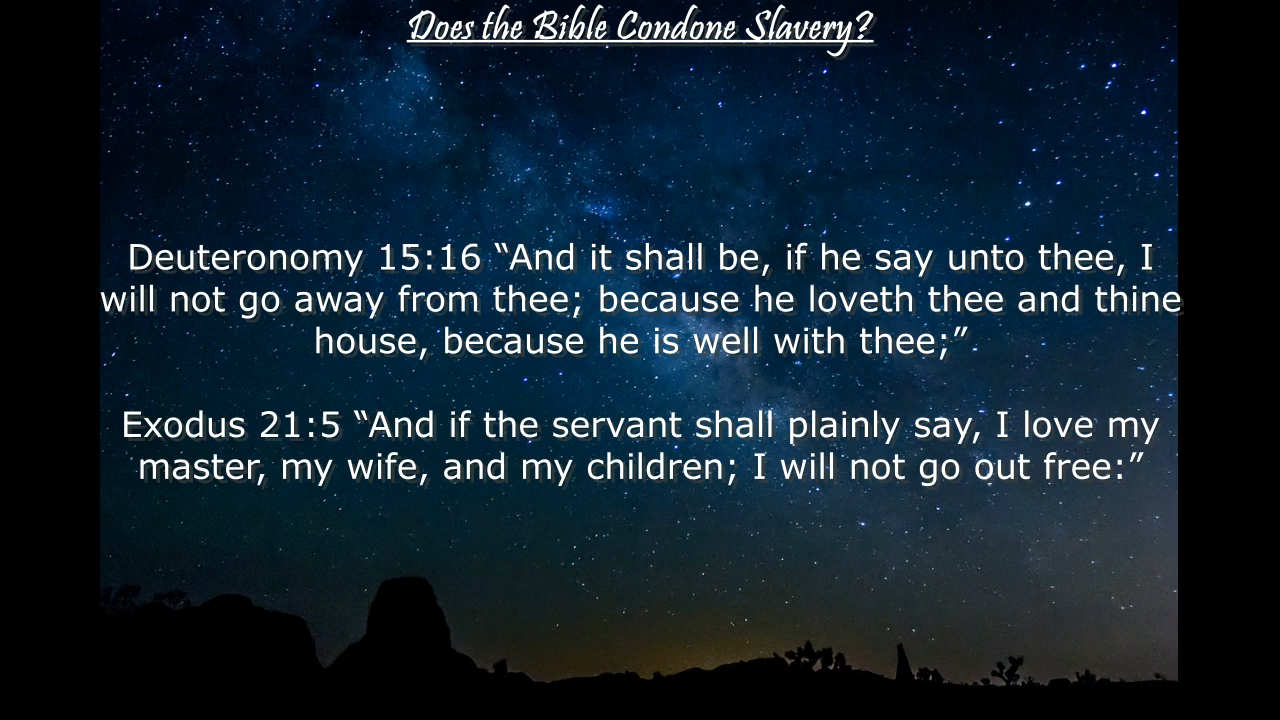 Does the Bible Condone Slavery?
Deuteronomy 15:16 “And it shall be, if he say unto thee, I
will not go away from thee; because he loveth thee and thine
house, because he is well with thee;”
Exodus 21:5 “And if the servant shall plainly say, I love my
master, my wife, and my children; I will not go out free:”